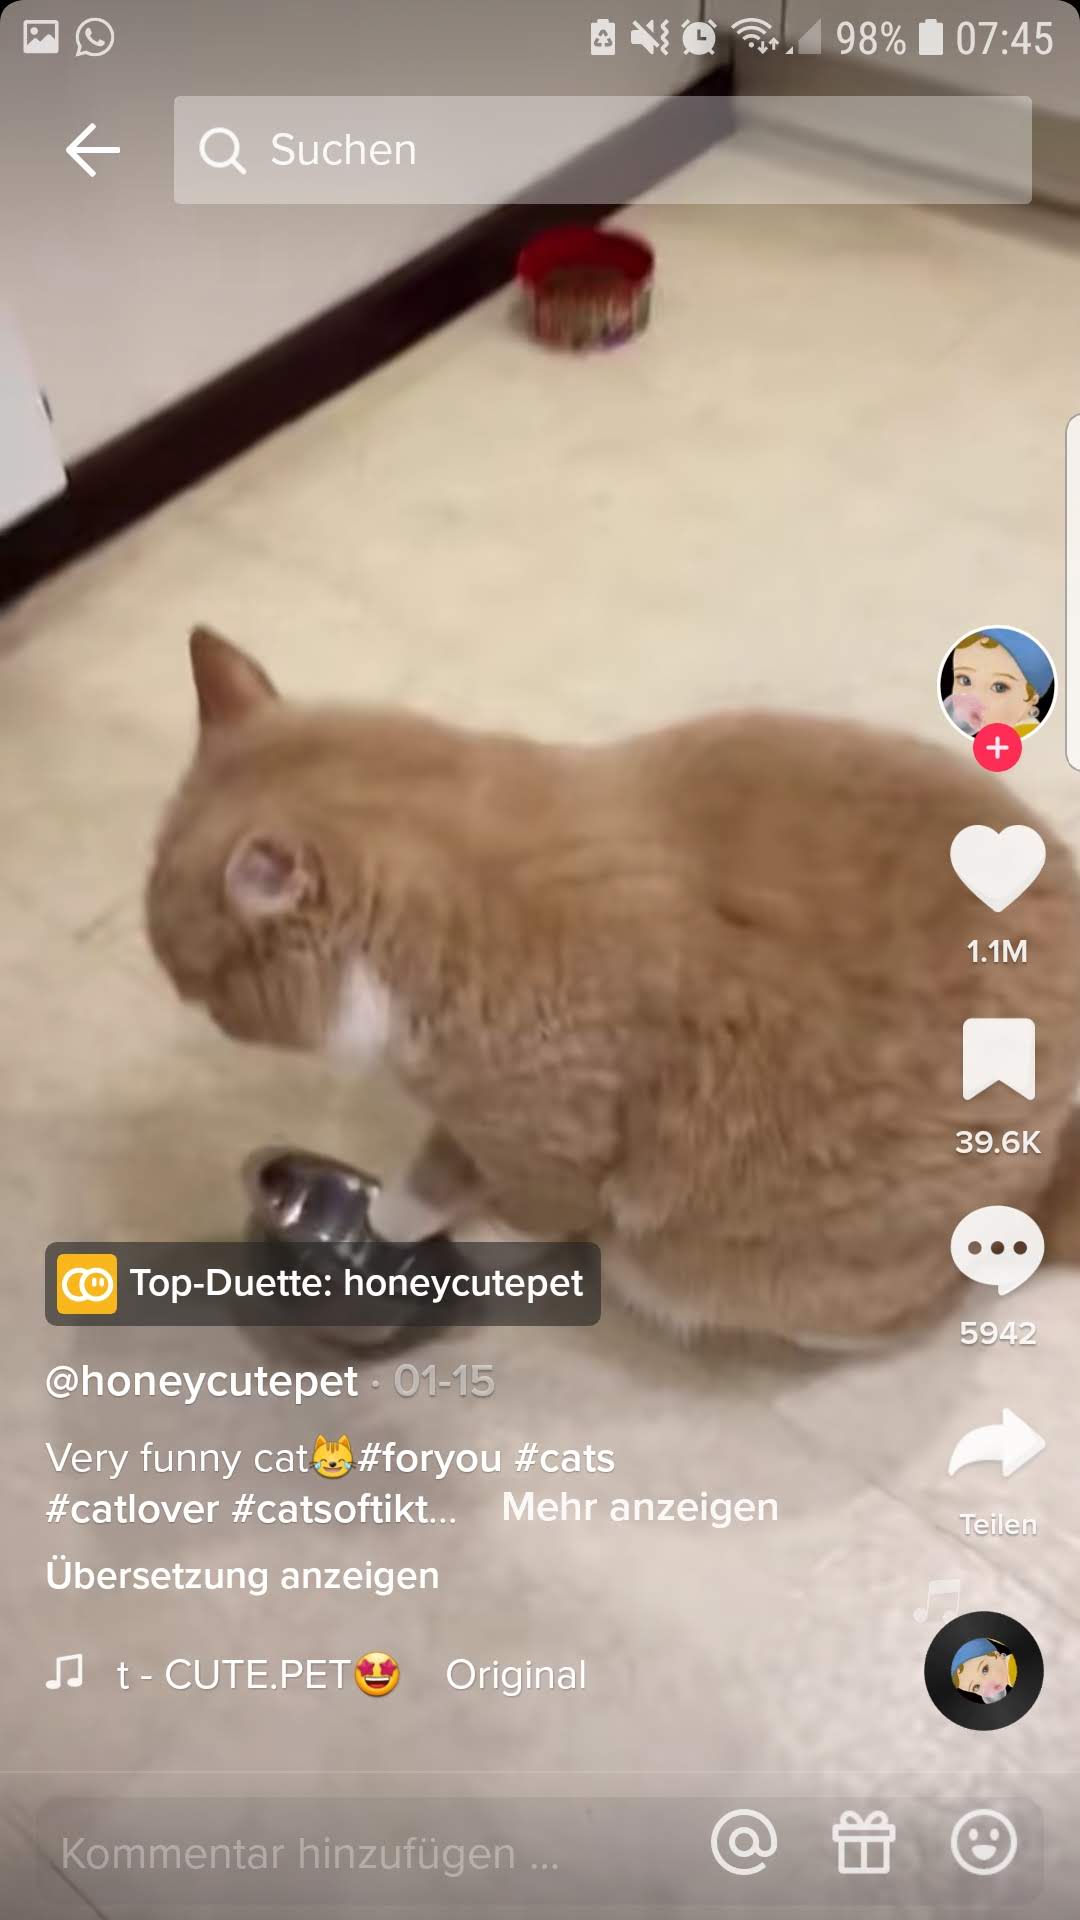 98% 07:45
Suchen
1.1M
39.6K
5942
Teilen
Top-Duette: honeycutepet
@honeycutepet · 01-15
Very funny cat😹#foryou #cats
#catlover #catsoftikt... Mehr anzeigen
Übersetzung anzeigen
t - CUTE.PET🤩 Original
Kommentar hinzufügen ...